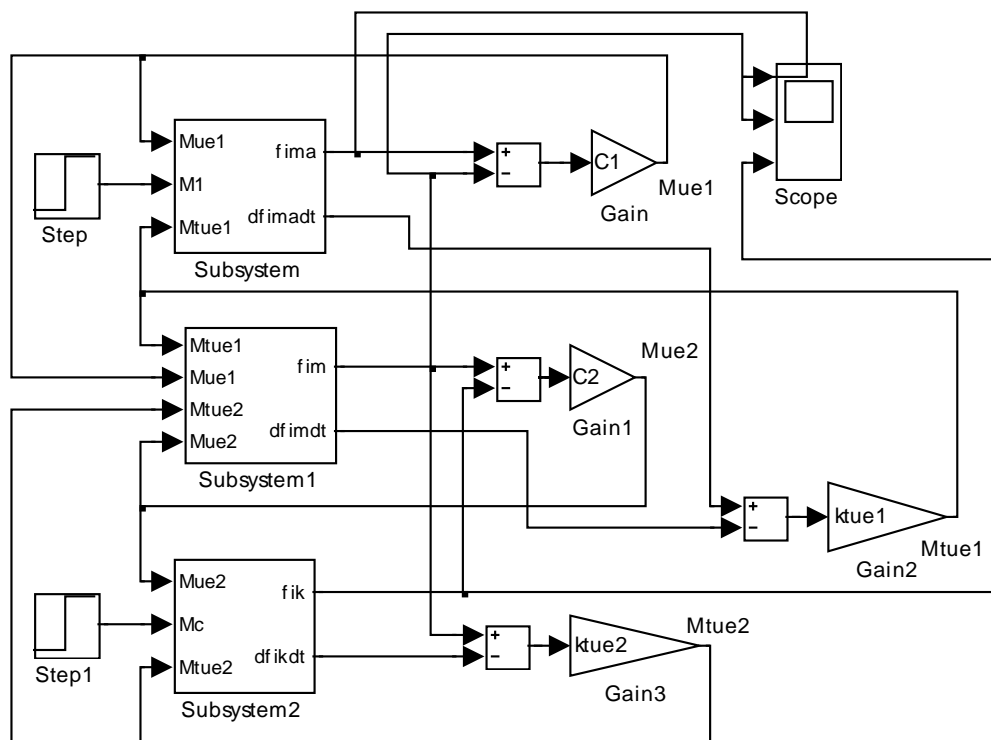 Mue1
M1
Mtue1
fima
dfimadt
Subsystem
Step
+
−
C1
Gain
Mue1
Scope
Mtue1
Mue1
Mtue2
Mue2
fim
dfimdt
Subsystem1
+
−
C2
Gain1
Mue2
+
−
ktue1
Gain2
Mtue1
Mue2
Mc
Mtue2
fik
dfikdt
Subsystem2
Step1
+
−
ktue2
Gain3
Mtue2